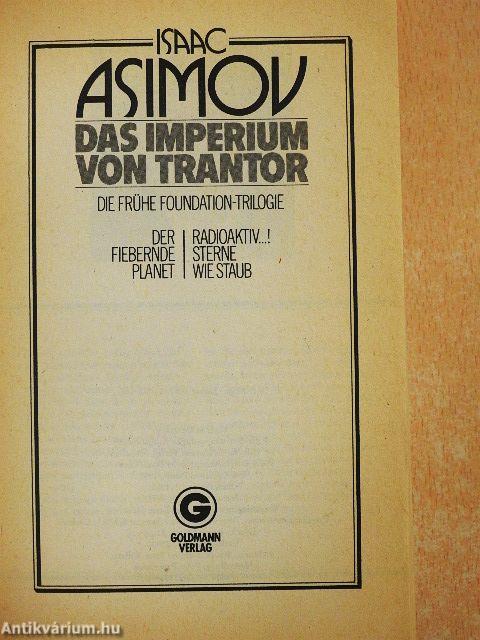 ISAAC
ASIMOV
DAS IMPERIUM
VON TRANTOR
DIE FRÜHE FOUNDATION-TRILOGIE
DER
FIEBERNDE
PLANET
RADIOAKTIV...!
STERNE
WIE STAUB
G
GOLDMANN
VERLAG
Antikvárium.hu